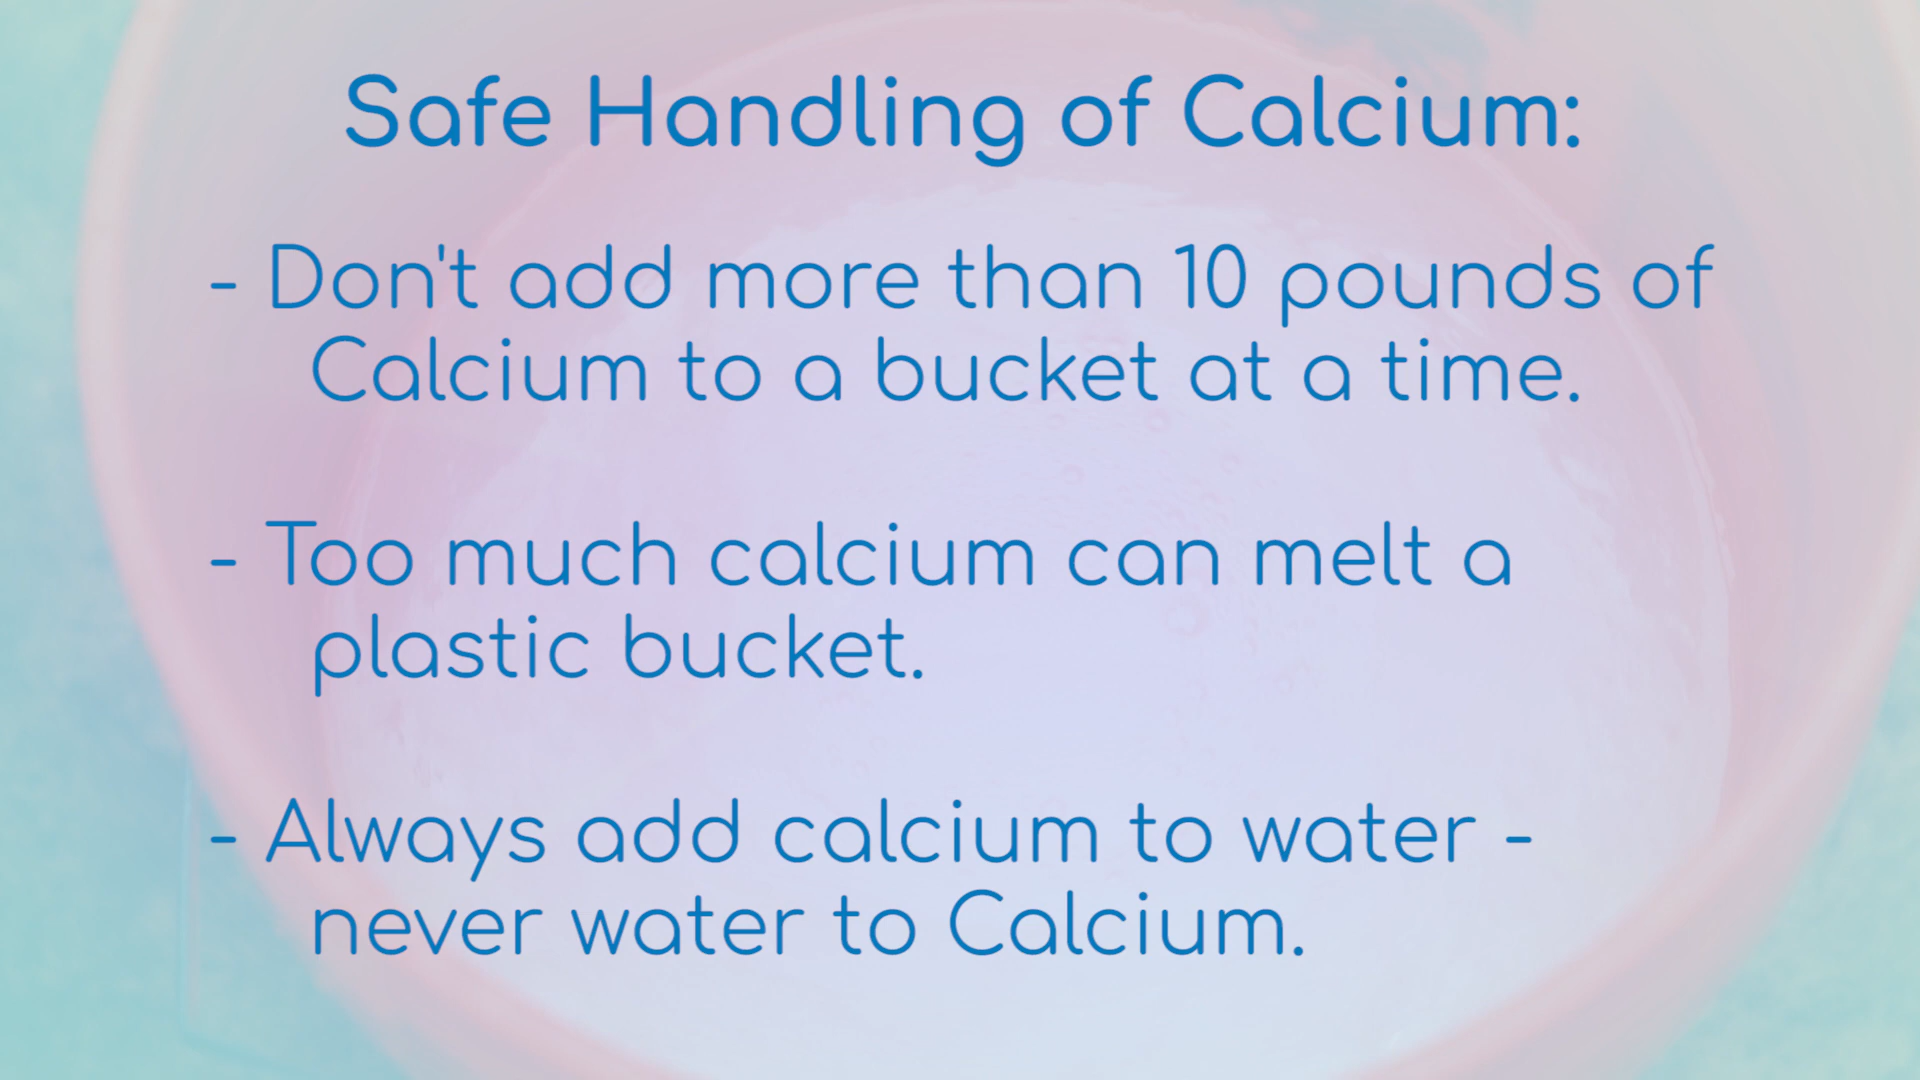 Safe Handling of Calcium:
- Don't add more than 10 pounds of
Calcium to a bucket at a time.
- Too much calcium can melt a
plastic bucket.
- Always add calcium to water -
never water to Calcium.